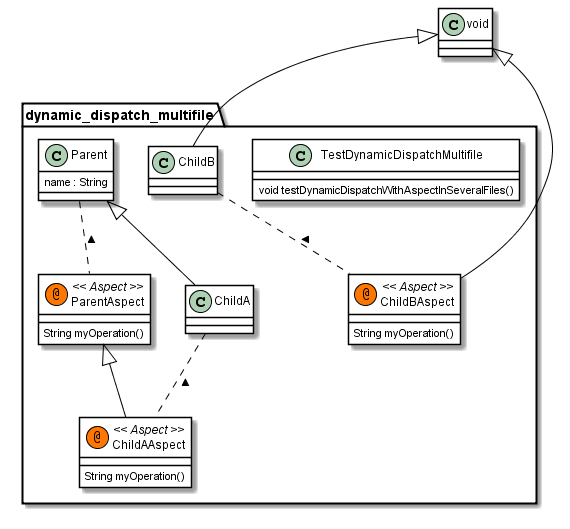 C void
dynamic_dispatch_multifile
C Parent
name : String
C ChildB
C TestDynamicDispatchMultifile
void testDynamicDispatchWithAspectInSeveralFiles()
@ << Aspect >>
ParentAspect
String myOperation()
C ChildA
@ << Aspect >>
ChildBAspect
String myOperation()
@ << Aspect >>
ChildAAspect
String myOperation()